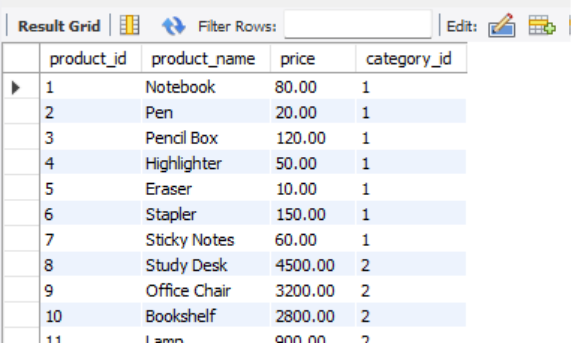 Result Grid Filter Rows: Edit:
product_id product_name price category_id
1 Notebook 80.00 1
2 Pen 20.00 1
3 Pencil Box 120.00 1
4 Highlighter 50.00 1
5 Eraser 10.00 1
6 Stapler 150.00 1
7 Sticky Notes 60.00 1
8 Study Desk 4500.00 2
9 Office Chair 3200.00 2
10 Bookshelf 2800.00 2
11 Lamp 900.00 2